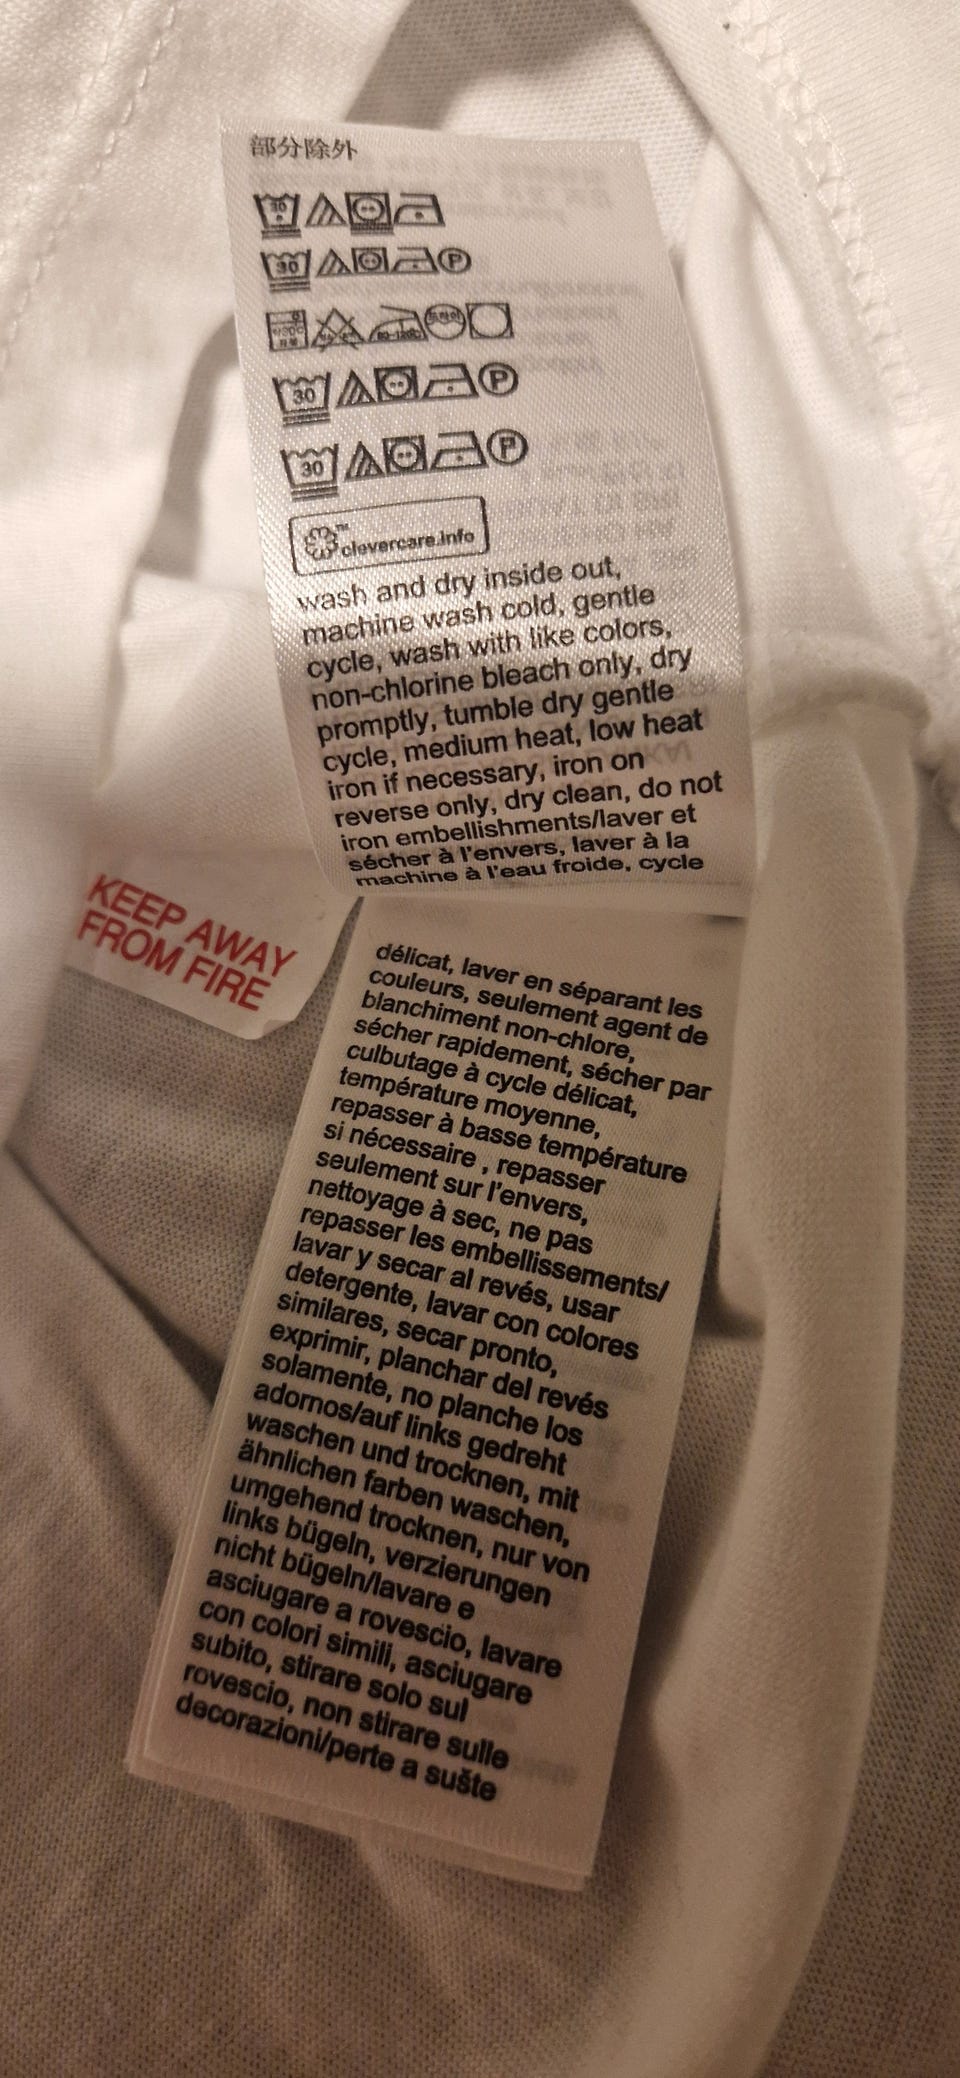 部分除外
30
30 P
30 P
30 P
clevercare.info
wash and dry inside out,
machine wash cold, gentle
cycle, wash with like colors,
non-chlorine bleach only, dry
promptly, tumble dry gentle
cycle, medium heat, low heat
iron if necessary, iron on
reverse only, dry clean, do not
iron embellishments/laver et
sécher à l'envers, laver à la
machine à l'eau froide, cycle
KEEP AWAY
FROM FIRE
délicat, laver en séparant les
couleurs, seulement agent de
blanchiment non-chlore,
sécher rapidement, sécher par
culbutage à cycle délicat,
température moyenne,
repasser à basse température
si nécessaire , repasser
seulement sur l'envers,
nettoyage à sec, ne pas
repasser les embellissements/
lavar y secar al revés, usar
detergente, lavar con colores
similares, secar pronto,
exprimir, planchar del revés
solamente, no planche los
adornos/auf links gedreht
waschen und trocknen, mit
ähnlichen farben waschen,
umgehend trocknen, nur von
links bügeln, verzierungen
nicht bügeln/lavare e
asciugare a rovescio, lavare
con colori simili, asciugare
subito, stirare solo sul
rovescio, non stirare sulle
decorazioni/perte a sušte